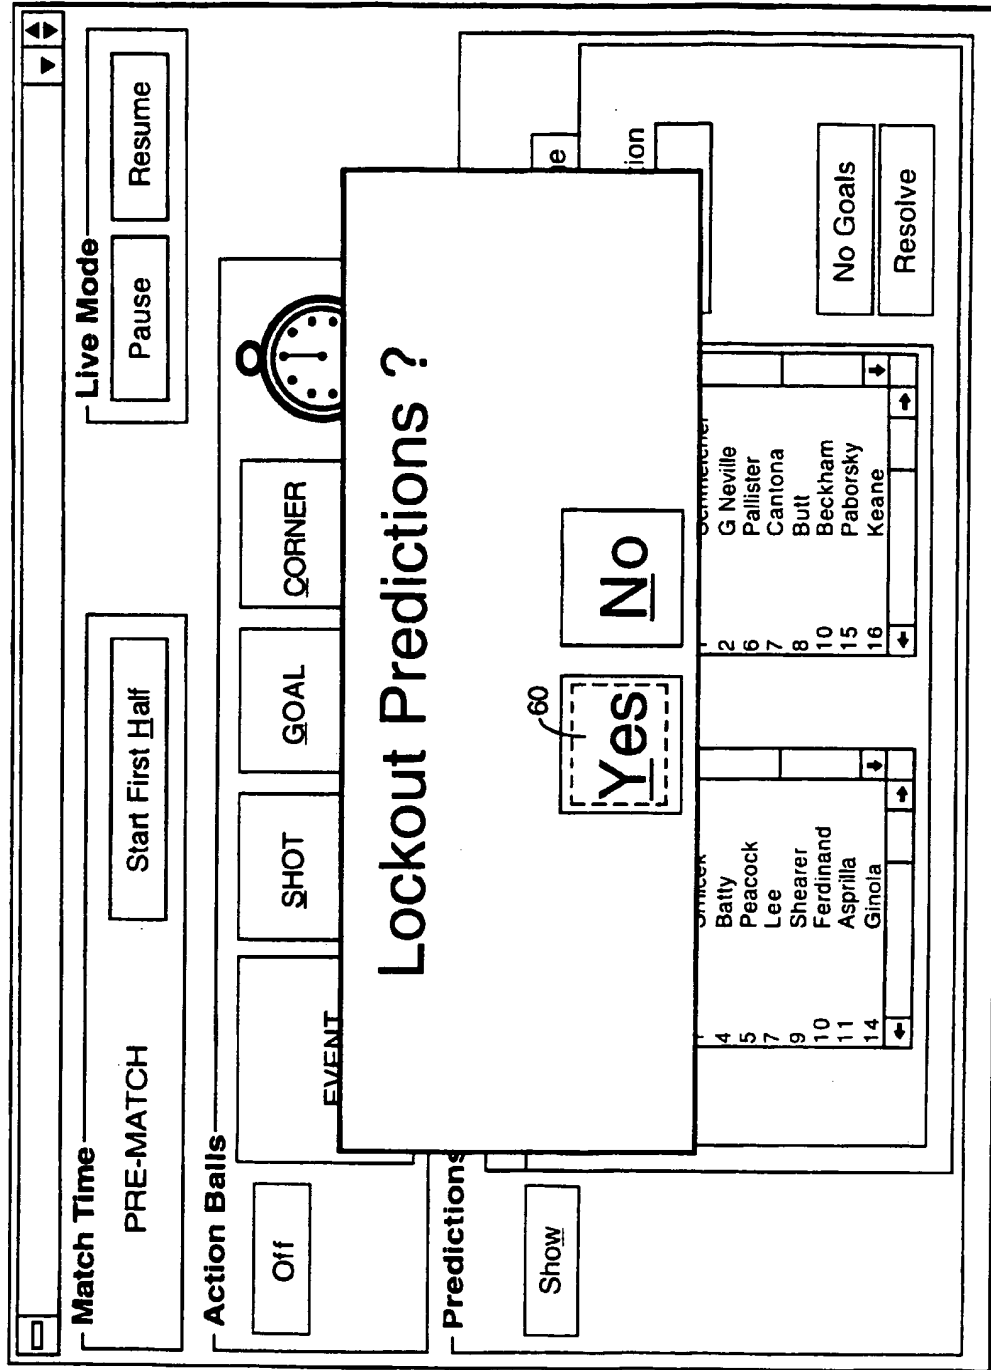 Match Time
PRE-MATCH
Start First Half
Live Mode
Pause
Resume
Action Balls
Off
EVENT
SHOT
GOAL
CORNER
Predictions
Show
Lockout Predictions ?
60
Yes
No
4 Batty
5 Peacock
7 Lee
9 Shearer
10 Ferdinand
11 Asprilla
14 Ginola
2 G Neville
6 Pallister
7 Cantona
8 Butt
10 Beckham
15 Paborsky
16 Keane
No Goals
Resolve